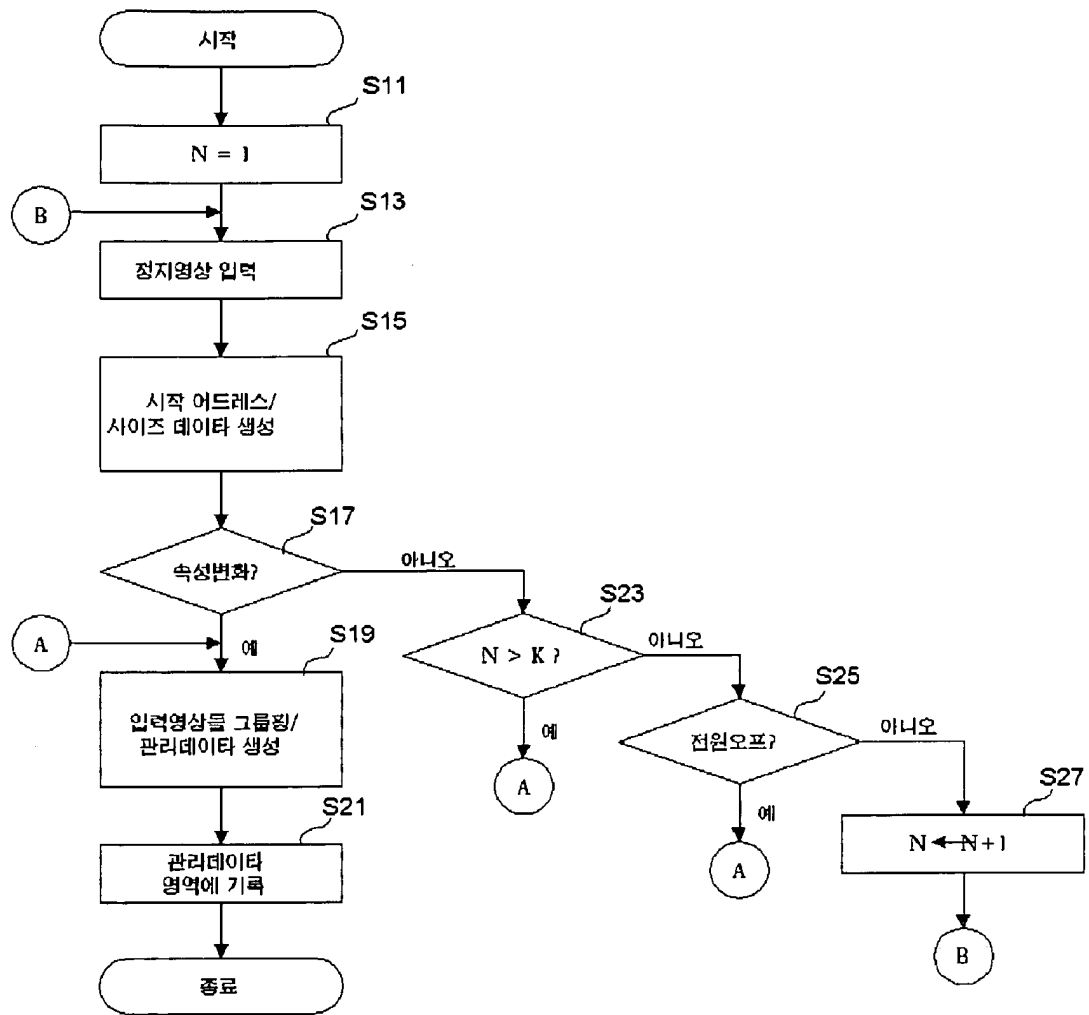 시작
S11
N = 1
B
S13
정지영상 입력
S15
시작 어드레스/
사이즈 데이타 생성
S17
속성변화?
아니오
A
예
S19
S23
N > K ?
아니오
S25
입력영상들 그룹핑/
관리데이타 생성
예
전원오프?
아니오
A
S21
예
S27
관리데이타
영역에 기록
A
N ← N+1
B
종료